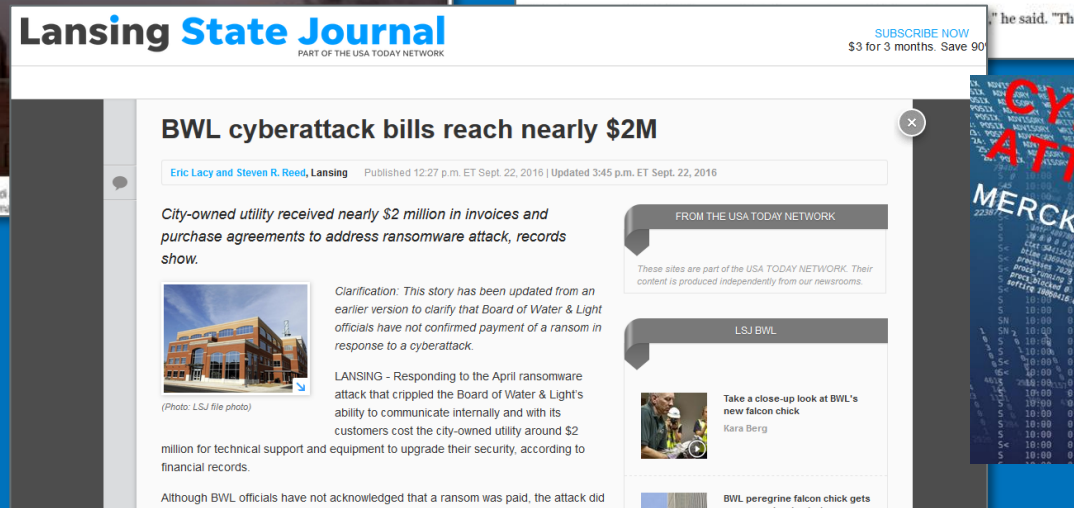 Lansing State Journal
PART OF THE USA TODAY NETWORK
SUBSCRIBE NOW
$3 for 3 months. Save 90
," he said. "Th
BWL cyberattack bills reach nearly $2M
Eric Lacy and Steven R. Reed, Lansing Published 12:27 p.m. ET Sept. 22, 2016 | Updated 3:45 p.m. ET Sept. 22, 2016
City-owned utility received nearly $2 million in invoices and
purchase agreements to address ransomware attack, records
show.
(Photo: LSJ file photo)
Clarification: This story has been updated from an
earlier version to clarify that Board of Water & Light
officials have not confirmed payment of a ransom in
response to a cyberattack.
LANSING - Responding to the April ransomware
attack that crippled the Board of Water & Light's
ability to communicate internally and with its
customers cost the city-owned utility around $2
million for technical support and equipment to upgrade their security, according to
financial records.
Although BWL officials have not acknowledged that a ransom was paid, the attack did
FROM THE USA TODAY NETWORK
These sites are part of the USA TODAY NETWORK. Their
content is produced independently from our newsrooms.
LSJ BWL
Take a close-up look at BWL's
new falcon chick
Kara Berg
BWL peregrine falcon chick gets
CY
ATT
MERCK